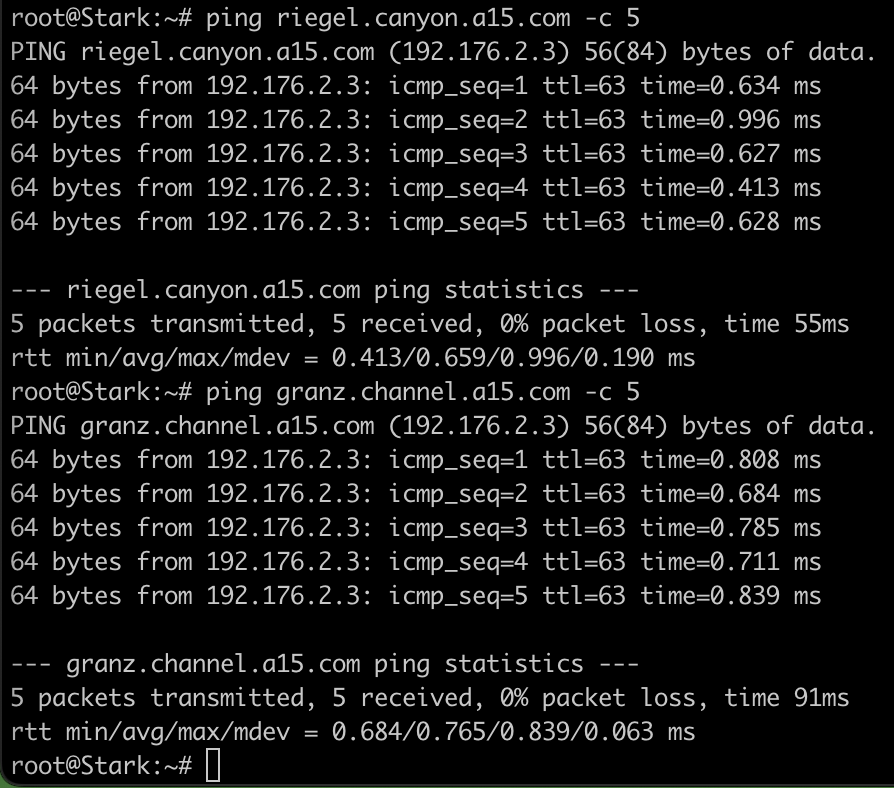 root@Stark:~# ping riegel.canyon.a15.com -c 5
PING riegel.canyon.a15.com (192.176.2.3) 56(84) bytes of data.
64 bytes from 192.176.2.3: icmp_seq=1 ttl=63 time=0.634 ms
64 bytes from 192.176.2.3: icmp_seq=2 ttl=63 time=0.996 ms
64 bytes from 192.176.2.3: icmp_seq=3 ttl=63 time=0.627 ms
64 bytes from 192.176.2.3: icmp_seq=4 ttl=63 time=0.413 ms
64 bytes from 192.176.2.3: icmp_seq=5 ttl=63 time=0.628 ms

--- riegel.canyon.a15.com ping statistics ---
5 packets transmitted, 5 received, 0% packet loss, time 55ms
rtt min/avg/max/mdev = 0.413/0.659/0.996/0.190 ms
root@Stark:~# ping granz.channel.a15.com -c 5
PING granz.channel.a15.com (192.176.2.3) 56(84) bytes of data.
64 bytes from 192.176.2.3: icmp_seq=1 ttl=63 time=0.808 ms
64 bytes from 192.176.2.3: icmp_seq=2 ttl=63 time=0.684 ms
64 bytes from 192.176.2.3: icmp_seq=3 ttl=63 time=0.785 ms
64 bytes from 192.176.2.3: icmp_seq=4 ttl=63 time=0.711 ms
64 bytes from 192.176.2.3: icmp_seq=5 ttl=63 time=0.839 ms

--- granz.channel.a15.com ping statistics ---
5 packets transmitted, 5 received, 0% packet loss, time 91ms
rtt min/avg/max/mdev = 0.684/0.765/0.839/0.063 ms
root@Stark:~#